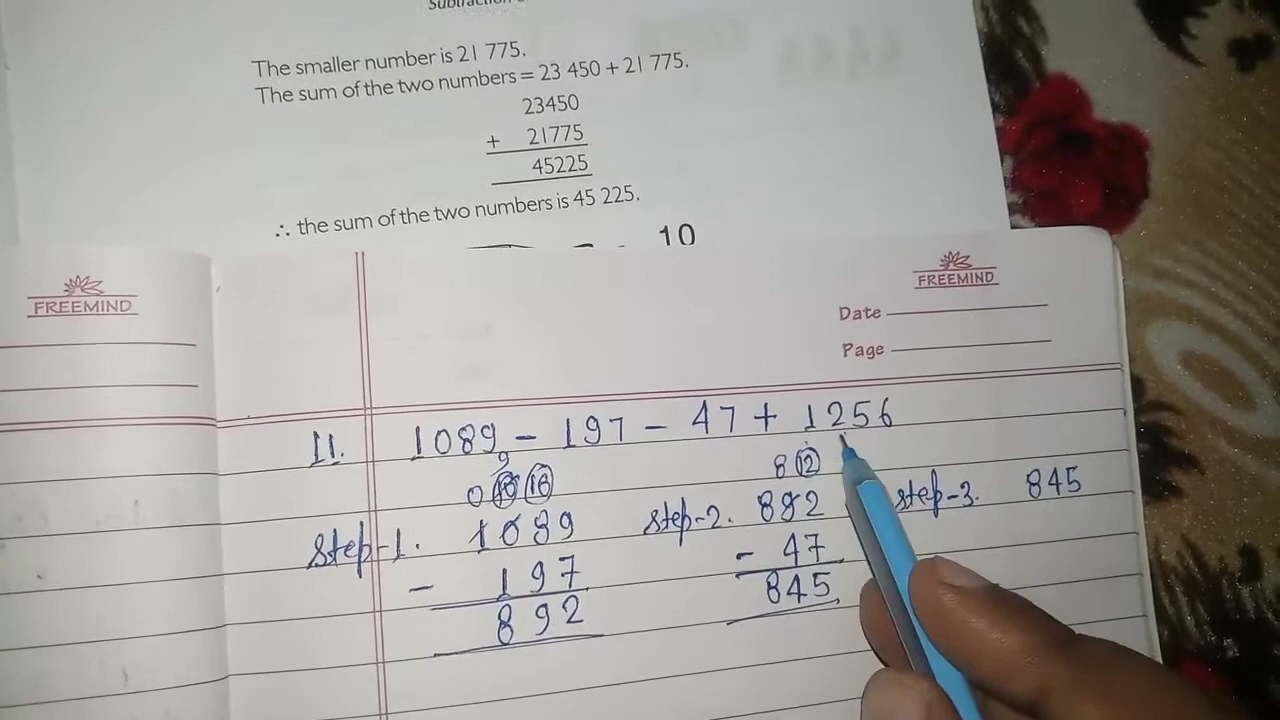 The smaller number is 21 775.
The sum of the two numbers = 23 450 + 21 775.
23450
+ 21775
45225
∴ the sum of the two numbers is 45 225.
10
FREEMIND
FREEMIND
Date
Page
11. 1089 - 197 - 47 + 1256
9
0 10 18
8 12
Step-1. 1089
- 197
892
Step-2. 892
- 47
845
Step-3. 845